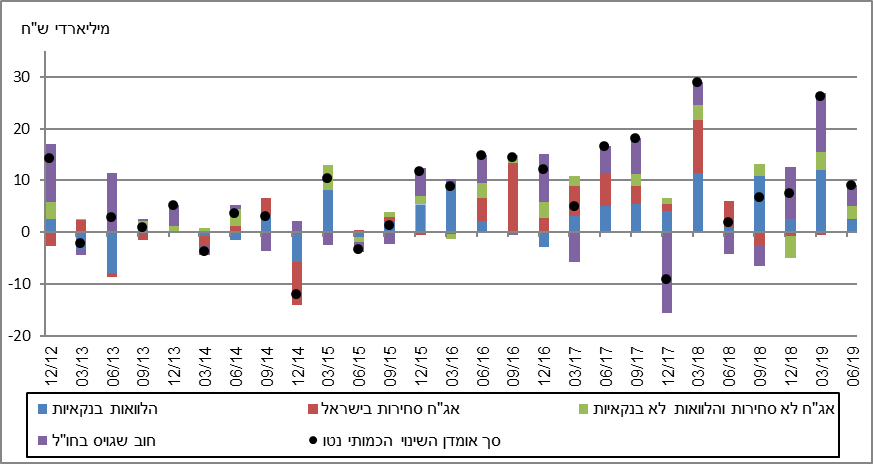 מיליארדי ש"ח
30
20
10
0
-10
-20
12/12 03/13 06/13 09/13 12/13 03/14 06/14 09/14 12/14 03/15 06/15 09/15 12/15 03/16 06/16 09/16 12/16 03/17 06/17 09/17 12/17 03/18 06/18 09/18 12/18 03/19 06/19
הלוואות בנקאיות אג"ח סחירות בישראל אג"ח לא סחירות והלוואות לא בנקאיות
חוב שגויס בחו"ל סך אומדן השינוי הכמותי נטו